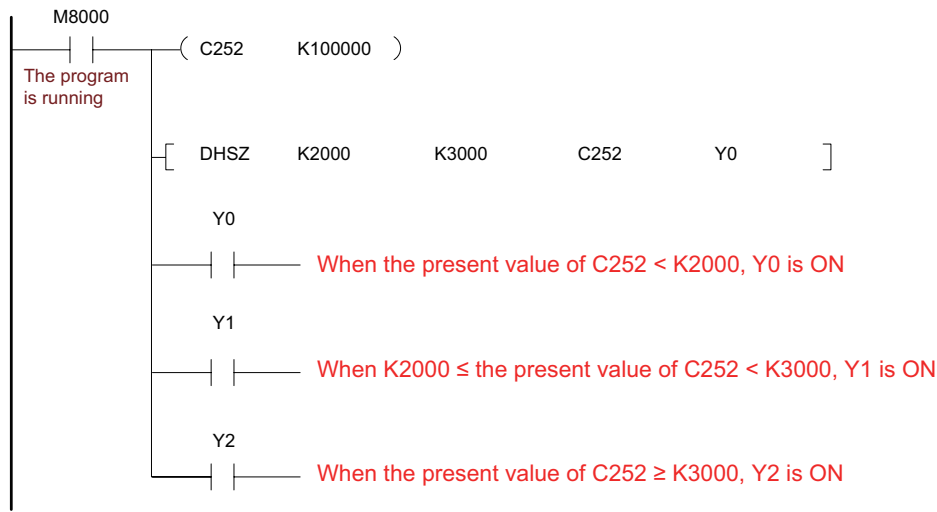 M8000
C252 K100000
The program
is running
DHSZ K2000 K3000 C252 Y0
Y0
When the present value of C252 < K2000, Y0 is ON
Y1
When K2000 ≤ the present value of C252 < K3000, Y1 is ON
Y2
When the present value of C252 ≥ K3000, Y2 is ON